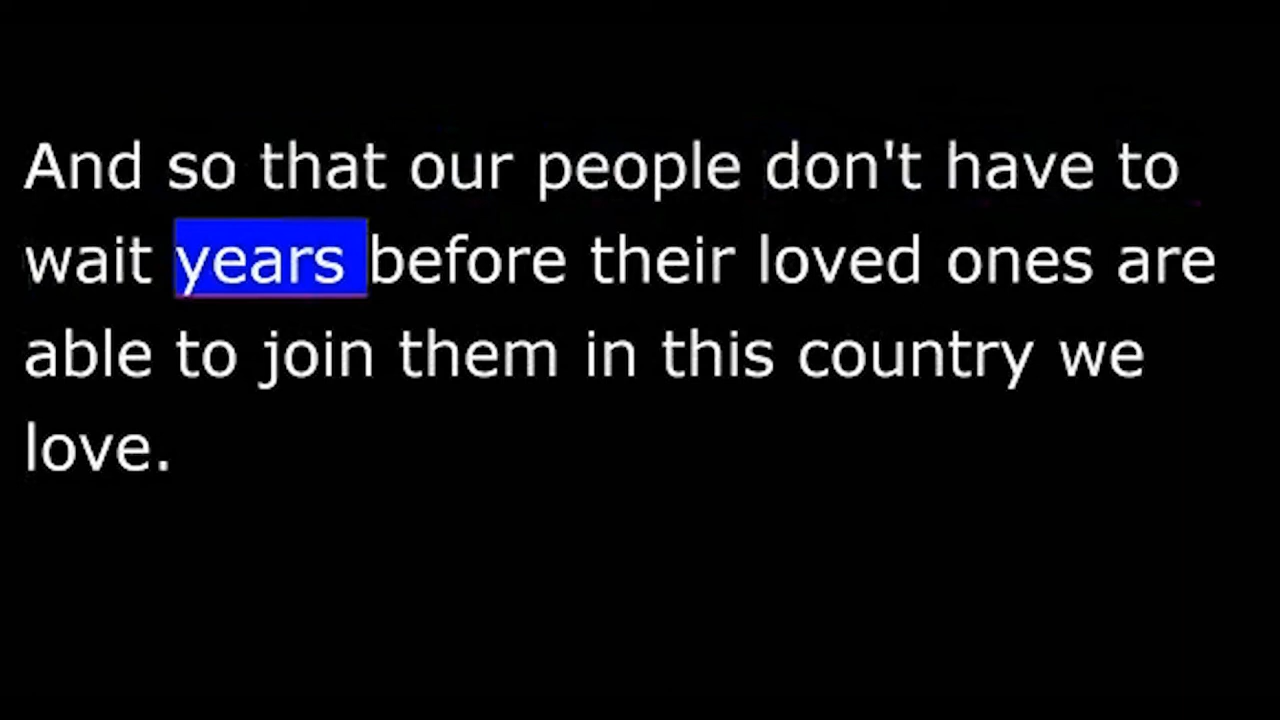 And so that our people don't have to
wait years before their loved ones are
able to join them in this country we
love.